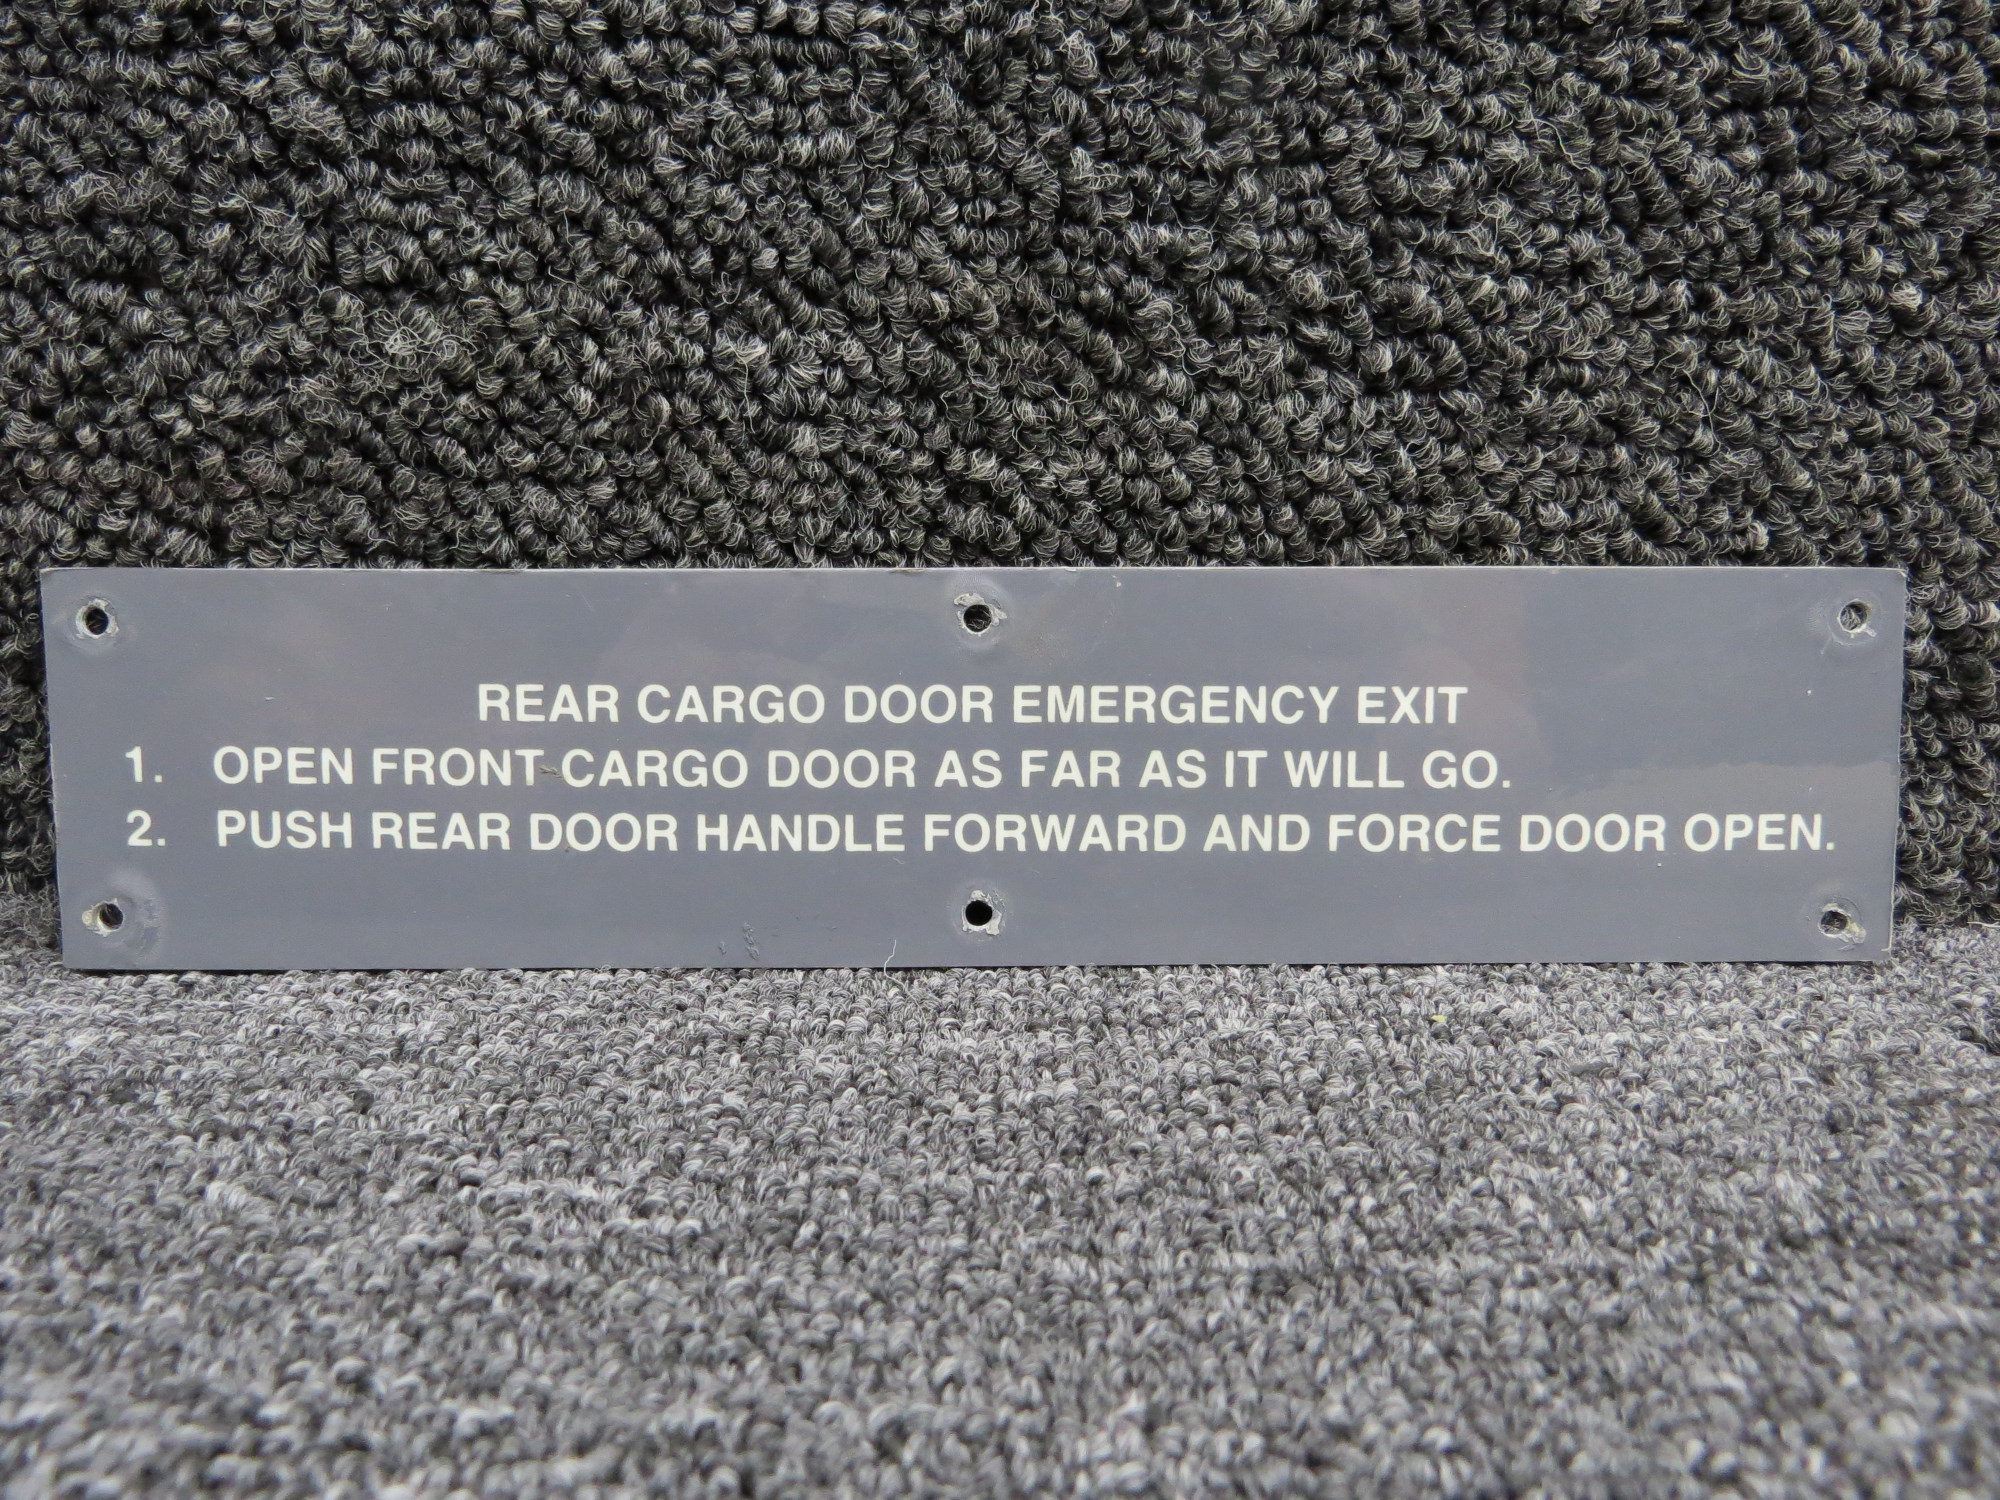 REAR CARGO DOOR EMERGENCY EXIT
1. OPEN FRONT CARGO DOOR AS FAR AS IT WILL GO.
2. PUSH REAR DOOR HANDLE FORWARD AND FORCE DOOR OPEN.